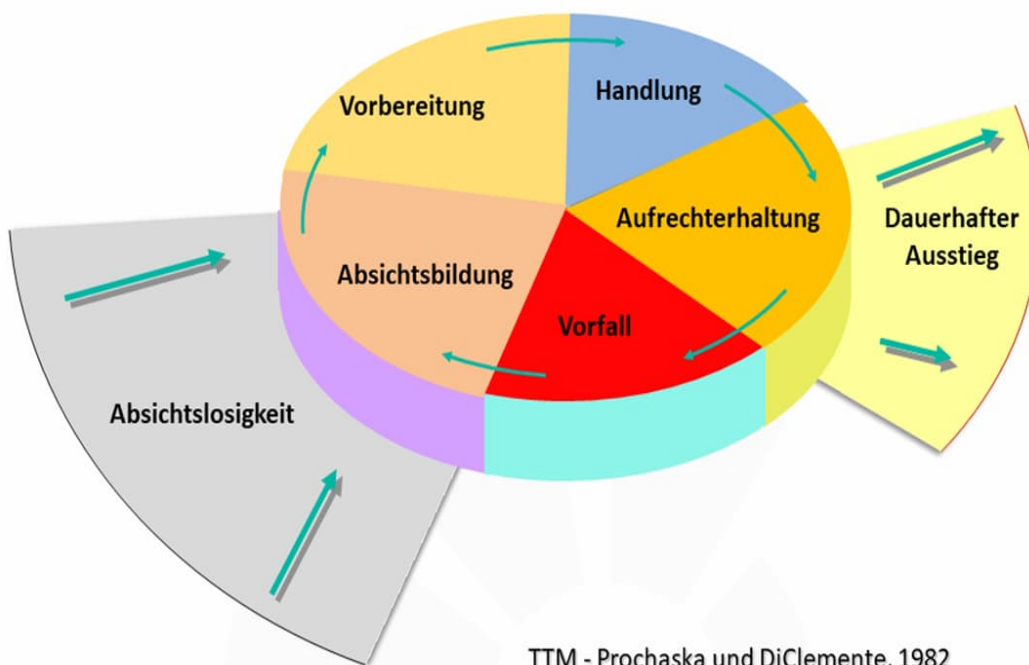 Handlung
Vorbereitung
Aufrechterhaltung
Dauerhafter
Ausstieg
Absichtsbildung
Vorfall
Absichtslosigkeit
TTM - Prochaska und DiClemente, 1982